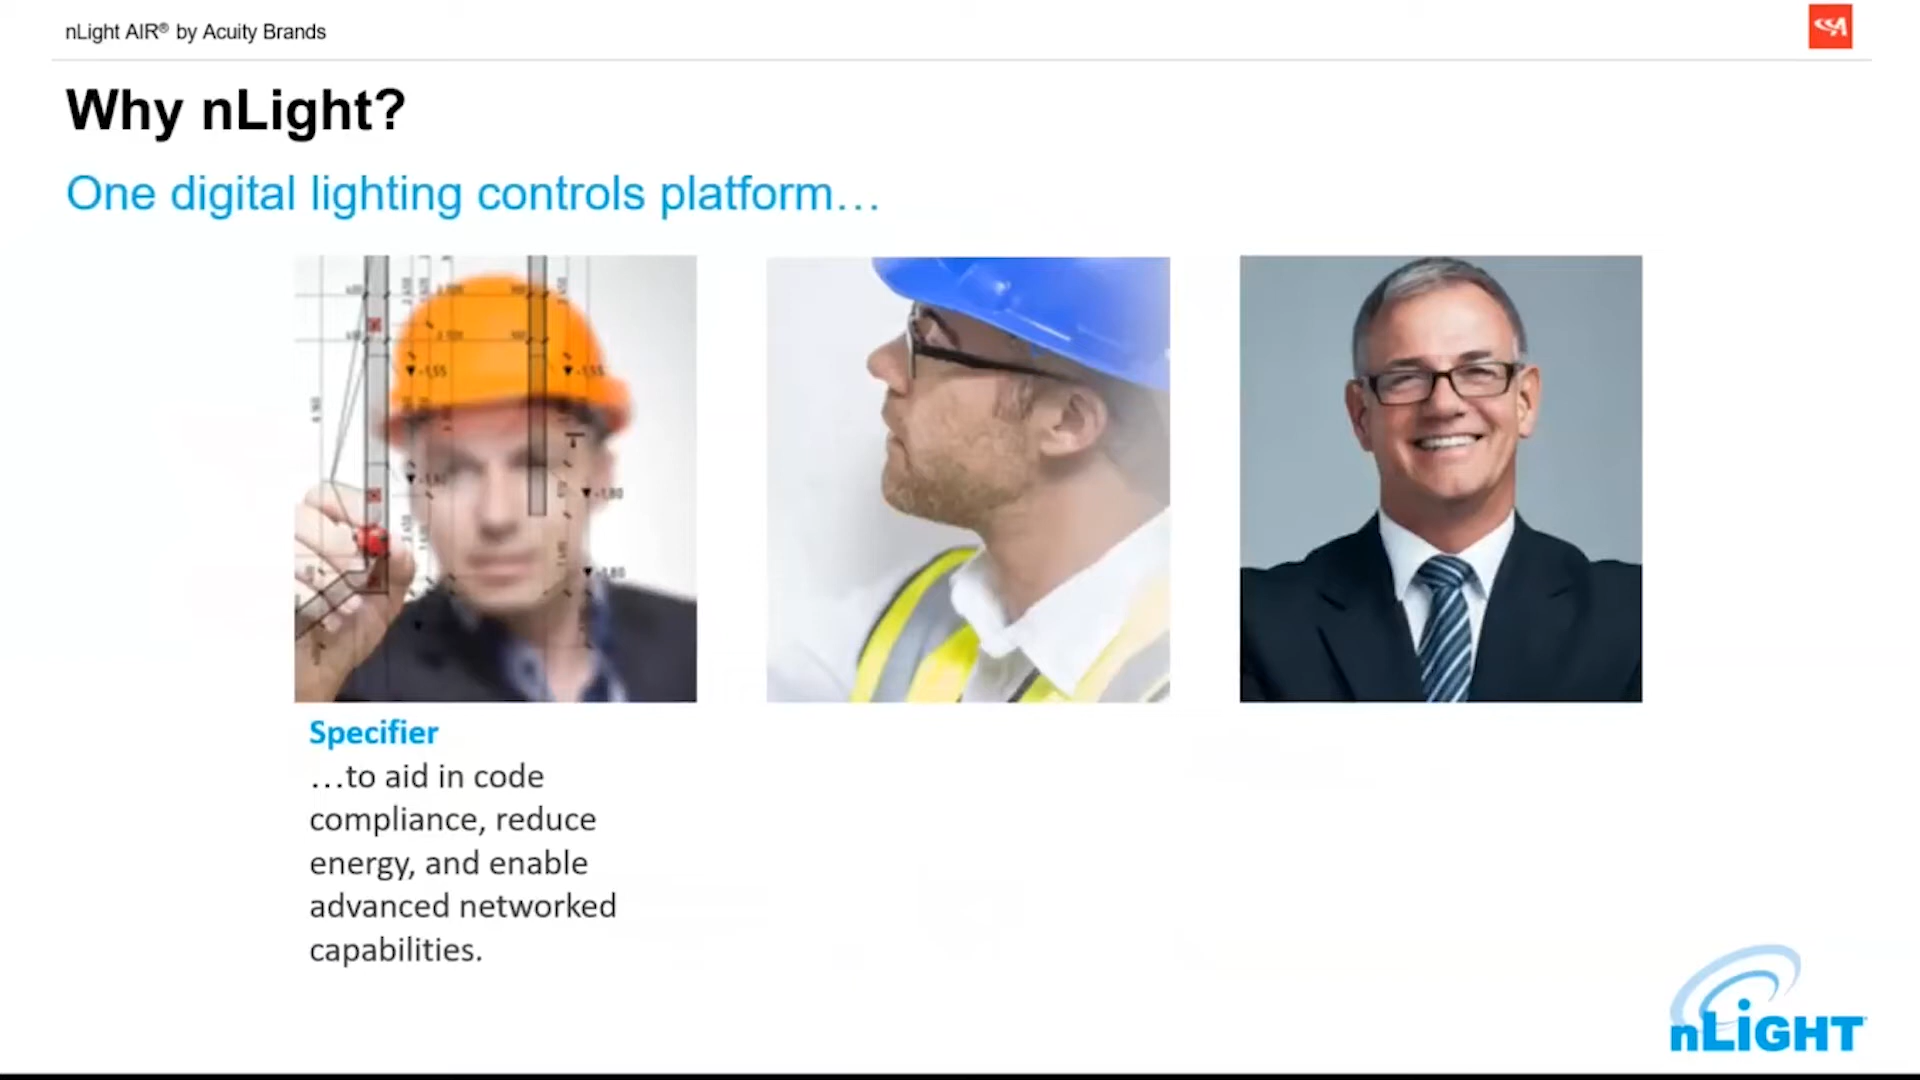 nLight AIR® by Acuity Brands
Why nLight?
One digital lighting controls platform…
Specifier
…to aid in code
compliance, reduce
energy, and enable
advanced networked
capabilities.
nLIGHT